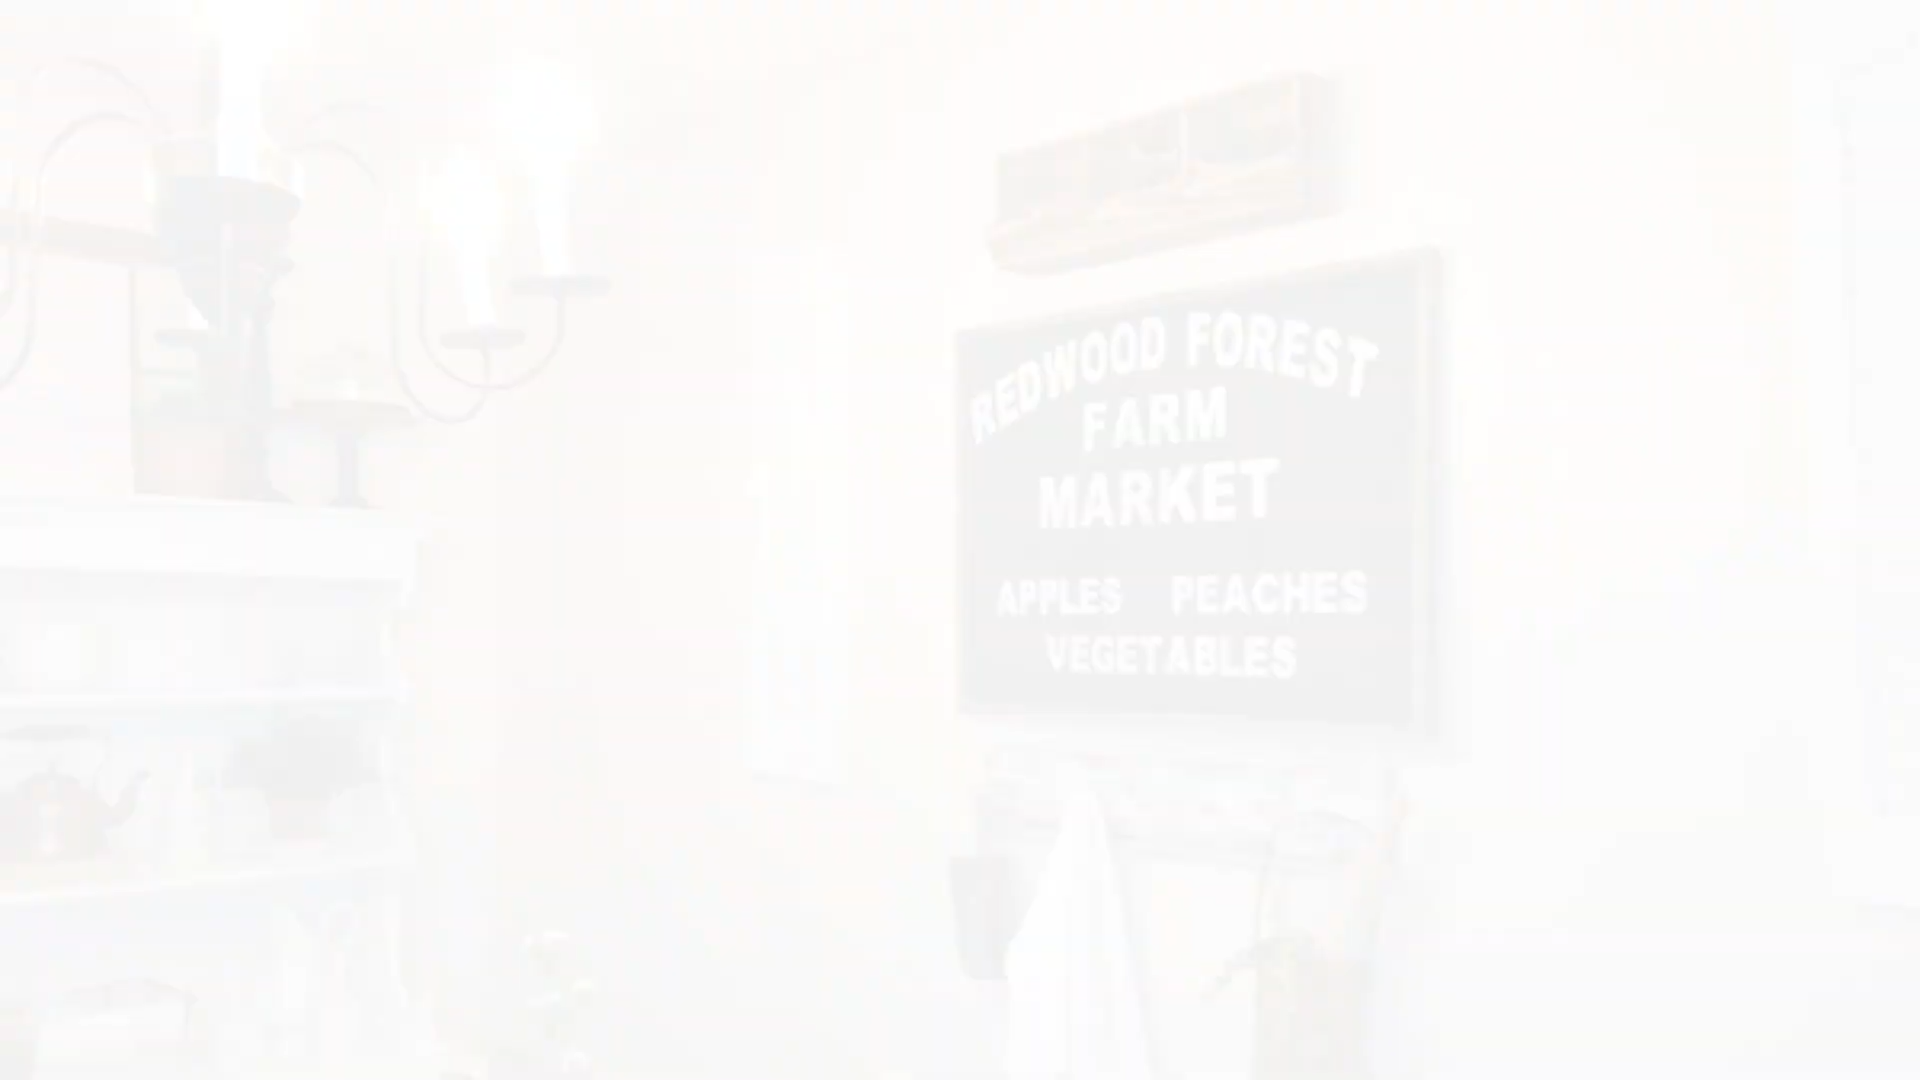 REDWOOD FOREST
FARM
MARKET
APPLES PEACHES
VEGETABLES